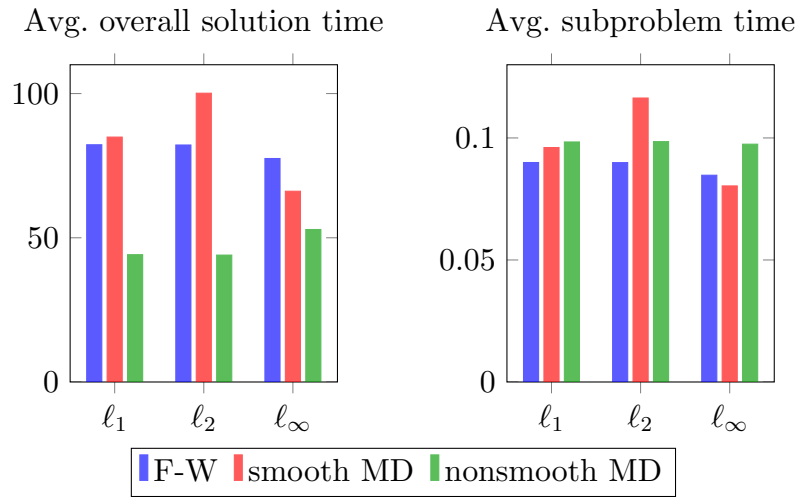 Avg. overall solution time
100
50
0
ℓ1 ℓ2 ℓ∞
Avg. subproblem time
0.1
0.05
0
ℓ1 ℓ2 ℓ∞
F-W smooth MD nonsmooth MD